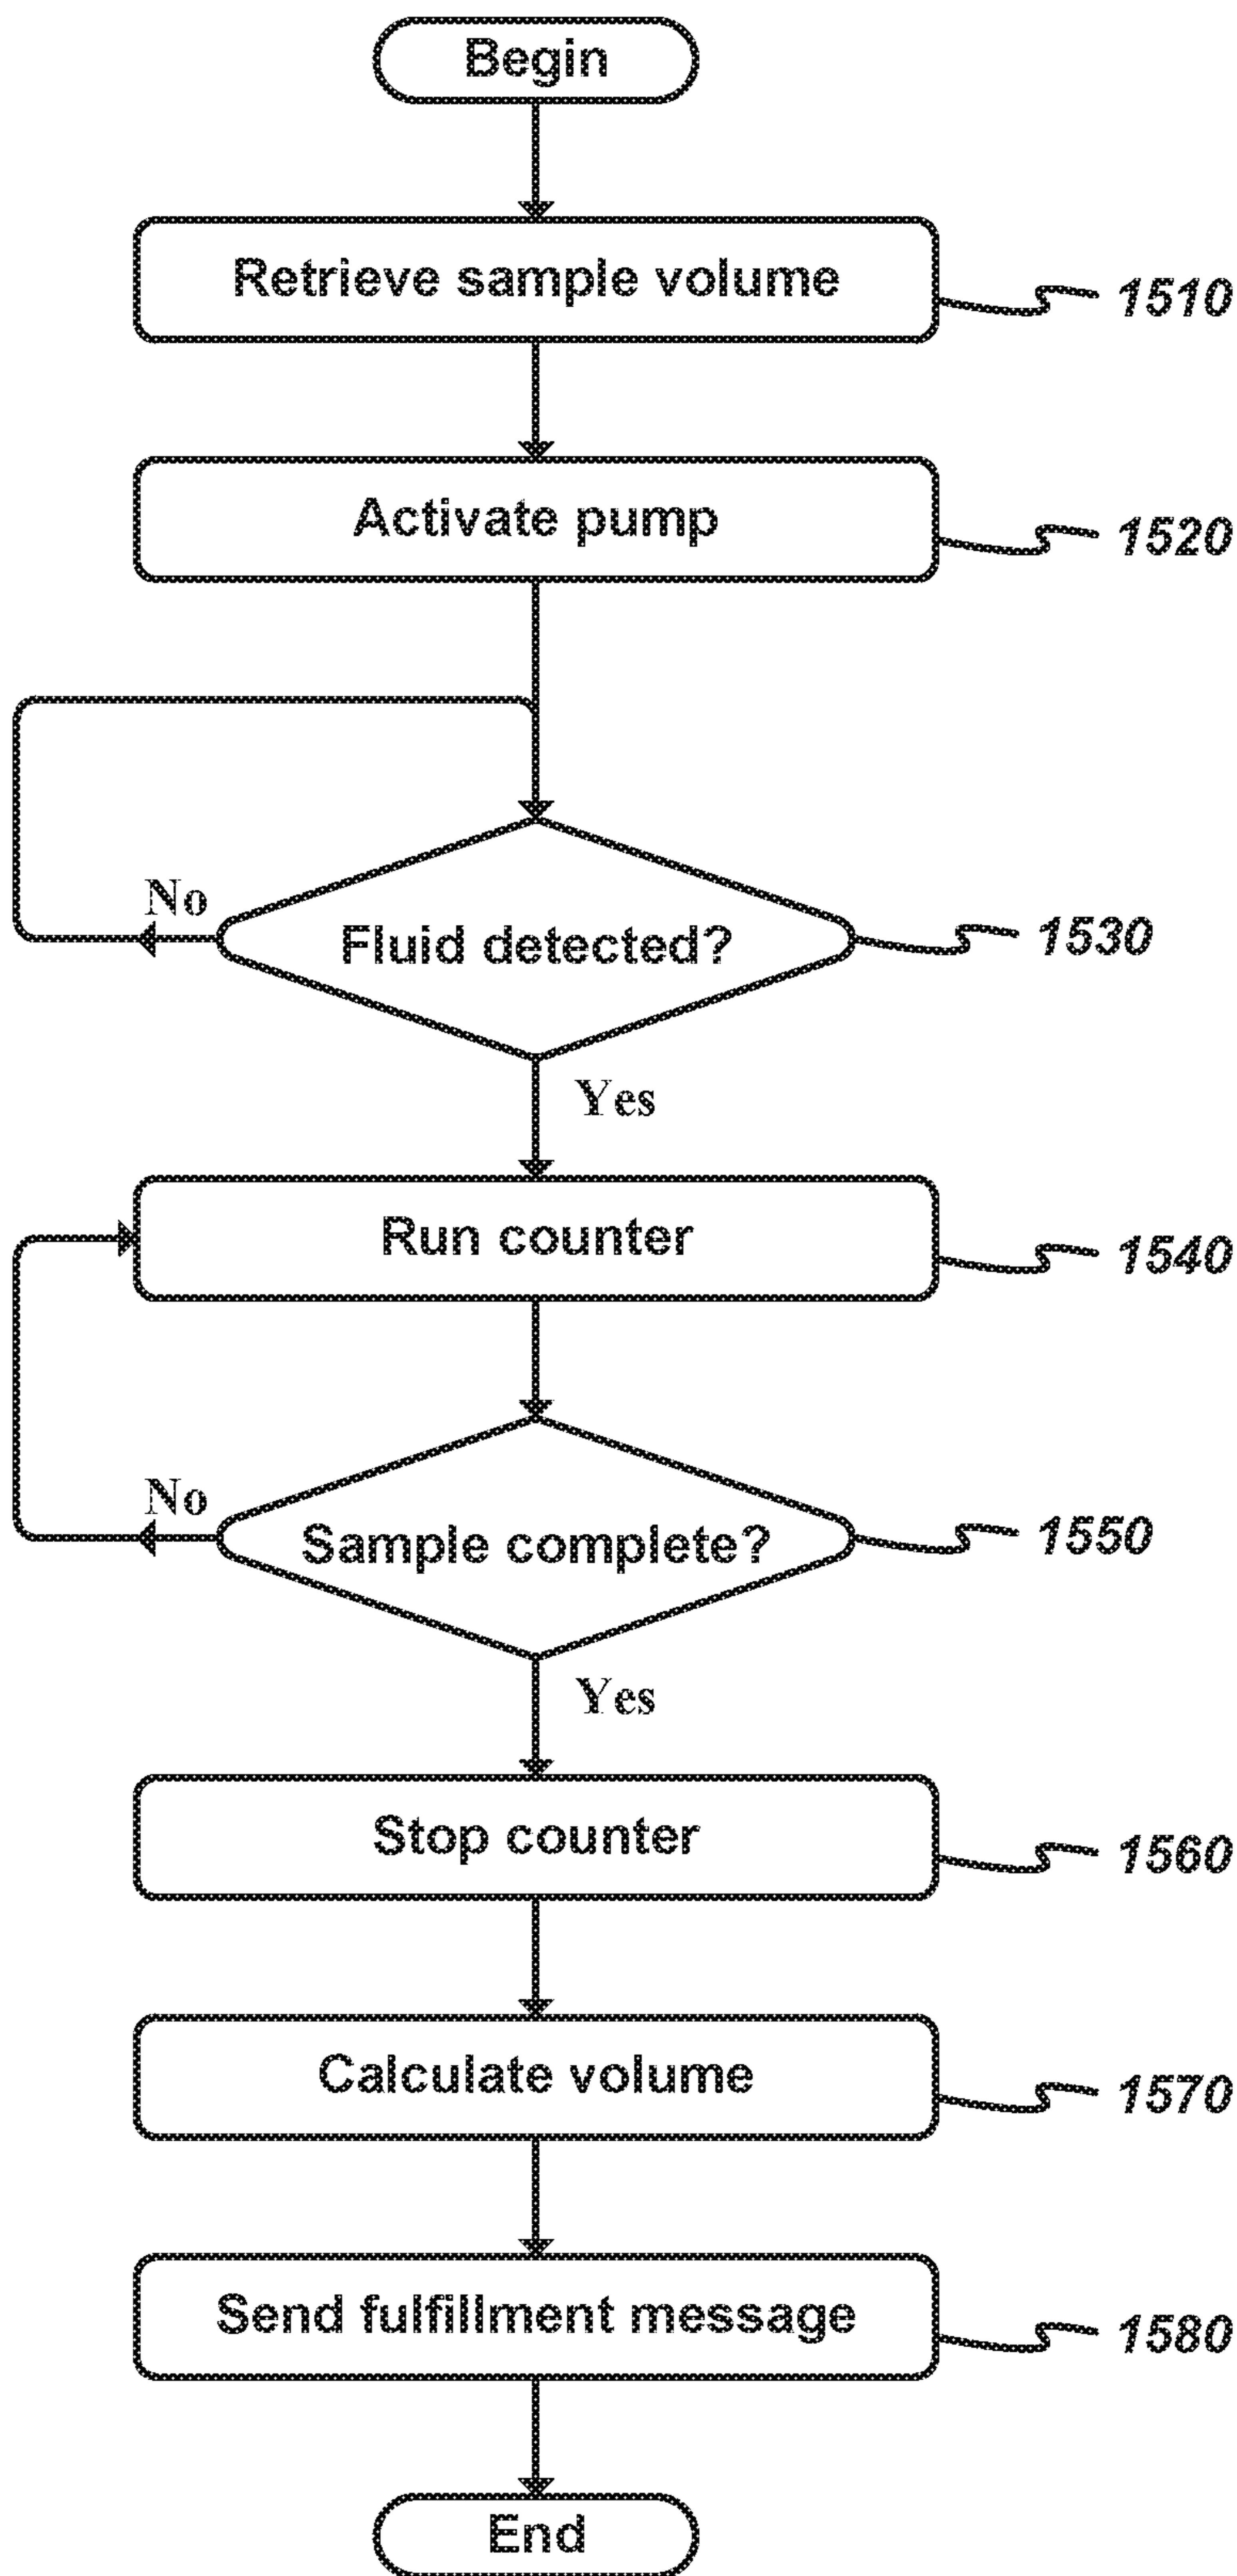 Begin
Retrieve sample volume
1510
Activate pump
1520
No
Fluid detected?
1530
Yes
Run counter
1540
No
Sample complete?
1550
Yes
Stop counter
1560
Calculate volume
1570
Send fulfillment message
1580
End